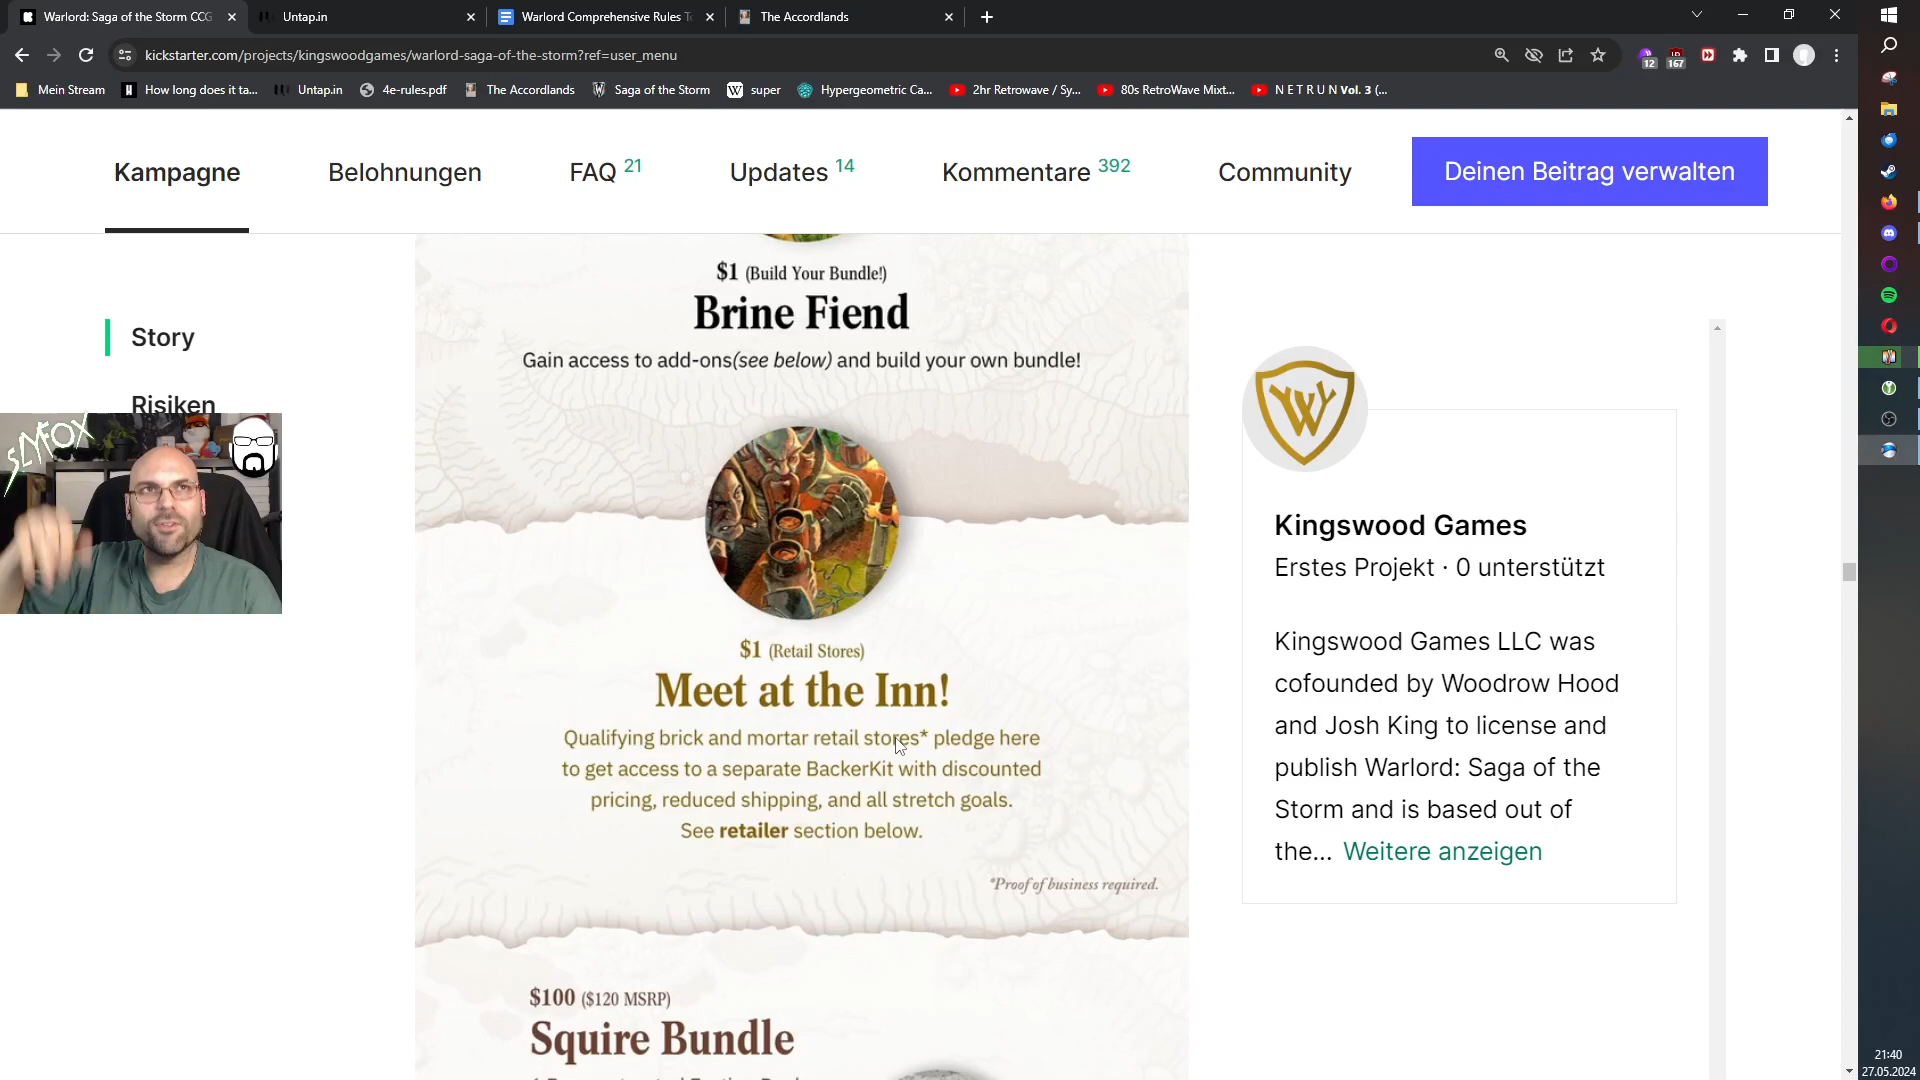 Warlord: Saga of the Storm CCG
Untap.in
Warlord Comprehensive Rules
The Accordlands
kickstarter.com/projects/kingswoodgames/warlord-saga-of-the-storm?ref=user_menu
12
167
Mein Stream
How long does it ta...
Untap.in
4e-rules.pdf
The Accordlands
Saga of the Storm
super
Hypergeometric Ca...
2hr Retrowave / Sy...
80s RetroWave Mixt...
N E T R U N Vol. 3 (...
Kampagne
Belohnungen
FAQ 21
Updates 14
Kommentare 392
Community
Deinen Beitrag verwalten
Story
Risiken
SLYFOX
$1 (Build Your Bundle!)
Brine Fiend
Gain access to add-ons(see below) and build your own bundle!
$1 (Retail Stores)
Meet at the Inn!
Qualifying brick and mortar retail stores* pledge here
to get access to a separate BackerKit with discounted
pricing, reduced shipping, and all stretch goals.
See retailer section below.
*Proof of business required.
$100 ($120 MSRP)
Squire Bundle
Kingswood Games
Erstes Projekt · 0 unterstützt
Kingswood Games LLC was
cofounded by Woodrow Hood
and Josh King to license and
publish Warlord: Saga of the
Storm and is based out of
the... Weitere anzeigen
21:40
27.05.2024